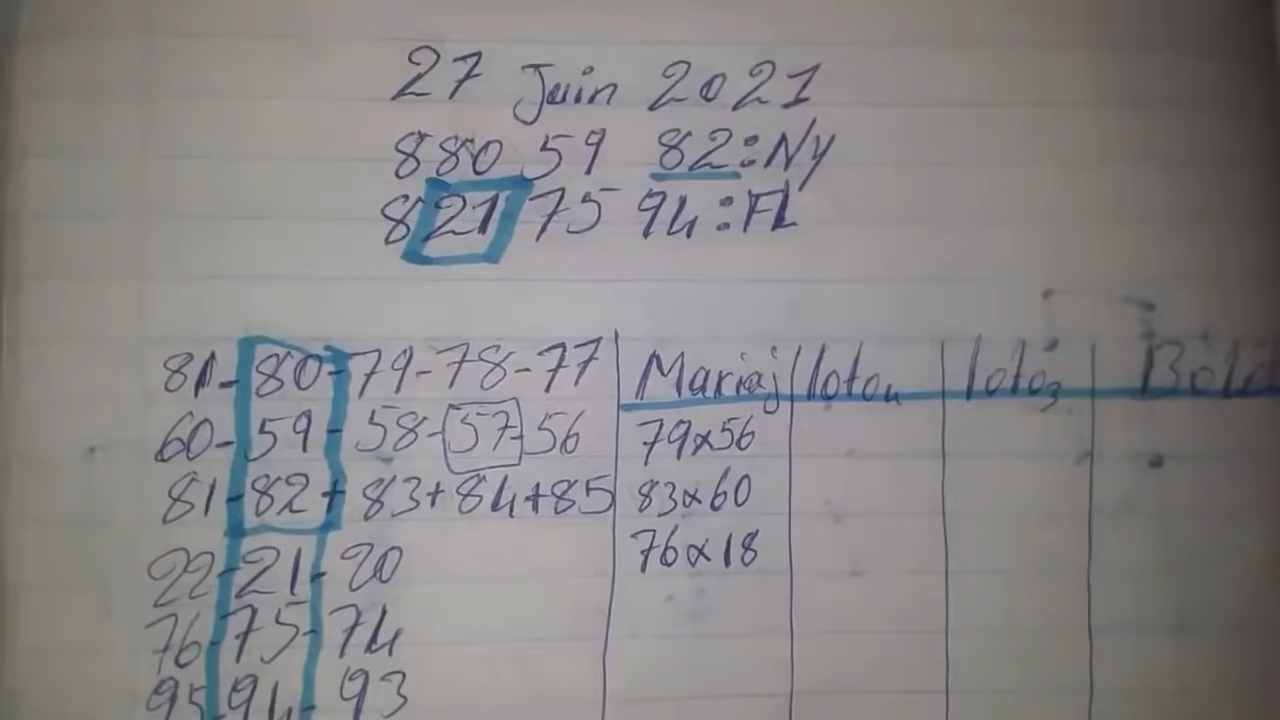 27 Juin 2021
880 59 82:Ny
821 75 94:FL
81-80-79-78-77 Mariaj loto4 loto3
60-59-58-57-56 79x56
81-82+83+84+85 83x60
22-21-20 76x18
76-75-74
95-94-93